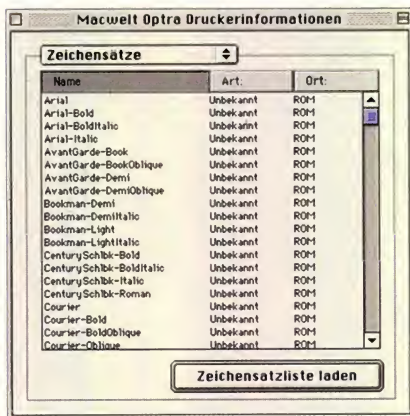 Macwelt Optra Druckerinformationen
Zeichensätze
Name Art: Ort:
Arial Unbekannt ROM
Arial-Bold Unbekannt ROM
Arial-BoldItalic Unbekannt ROM
Arial-Italic Unbekannt ROM
AvantGarde-Book Unbekannt ROM
AvantGarde-BookOblique Unbekannt ROM
AvantGarde-Demi Unbekannt ROM
AvantGarde-DemiOblique Unbekannt ROM
Bookman-Demi Unbekannt ROM
Bookman-DemiItalic Unbekannt ROM
Bookman-Light Unbekannt ROM
Bookman-LightItalic Unbekannt ROM
CenturySchlbk-Bold Unbekannt ROM
CenturySchlbk-BoldItalic Unbekannt ROM
CenturySchlbk-Italic Unbekannt ROM
CenturySchlbk-Roman Unbekannt ROM
Courier Unbekannt ROM
Courier-Bold Unbekannt ROM
Courier-BoldOblique Unbekannt ROM
Courier-Oblique Unbekannt ROM
Zeichensatzliste laden